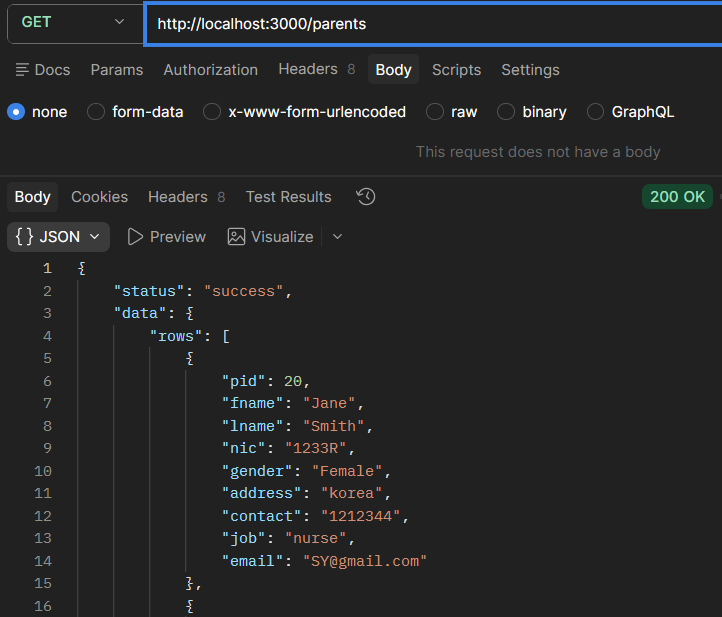 GET http://localhost:3000/parents
Docs Params Authorization Headers 8 Body Scripts Settings
none form-data x-www-form-urlencoded raw binary GraphQL
This request does not have a body
Body Cookies Headers 8 Test Results 200 OK
{} JSON Preview Visualize
1 {
2 "status": "success",
3 "data": {
4 "rows": [
5 {
6 "pid": 20,
7 "fname": "Jane",
8 "lname": "Smith",
9 "nic": "1233R",
10 "gender": "Female",
11 "address": "korea",
12 "contact": "1212344",
13 "job": "nurse",
14 "email": "SY@gmail.com"
15 },
16 {